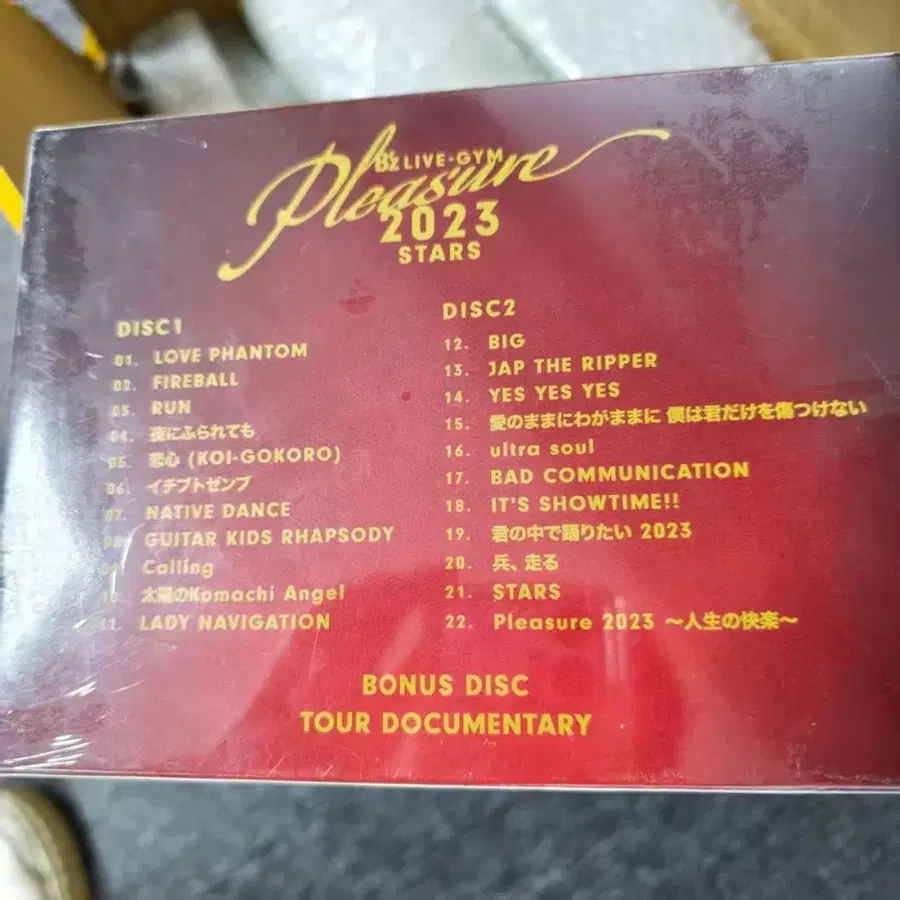 B'z LIVE-GYM
Pleasure
2023
STARS
DISC1
01. LOVE PHANTOM
02. FIREBALL
03. RUN
04. 夜にふられても
05. 恋心 (KOI-GOKORO)
06. イチブトゼンブ
07. NATIVE DANCE
08. GUITAR KIDS RHAPSODY
09. Calling
10. 太陽のKomachi Angel
11. LADY NAVIGATION
DISC2
12. BIG
13. JAP THE RIPPER
14. YES YES YES
15. 愛のままにわがままに 僕は君だけを傷つけない
16. ultra soul
17. BAD COMMUNICATION
18. IT'S SHOWTIME!!
19. 君の中で踊りたい 2023
20. 兵、走る
21. STARS
22. Pleasure 2023 ～人生の快楽～
BONUS DISC
TOUR DOCUMENTARY